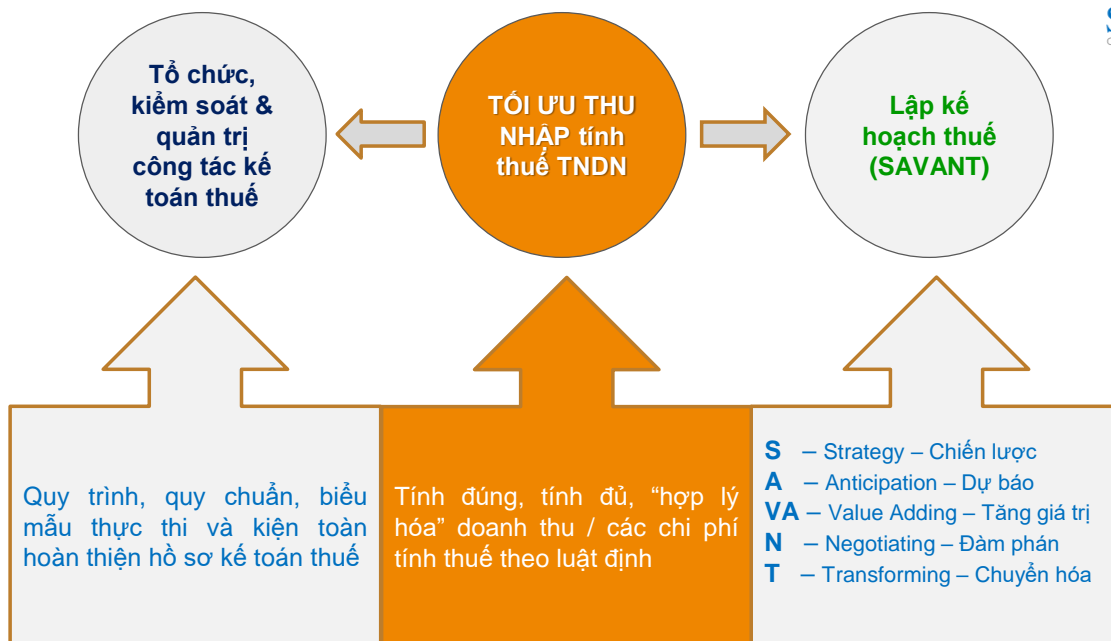 Tổ chức,
kiểm soát &
quản trị
công tác kế
toán thuế
TỐI ƯU THU
NHẬP tính
thuế TNDN
Lập kế
hoạch thuế
(SAVANT)
Quy trình, quy chuẩn, biểu
mẫu thực thi và kiện toàn
hoàn thiện hồ sơ kế toán thuế
Tính đúng, tính đủ, “hợp lý
hóa” doanh thu / các chi phí
tính thuế theo luật định
S – Strategy – Chiến lược
A – Anticipation – Dự báo
VA – Value Adding – Tăng giá trị
N – Negotiating – Đàm phán
T – Transforming – Chuyển hóa